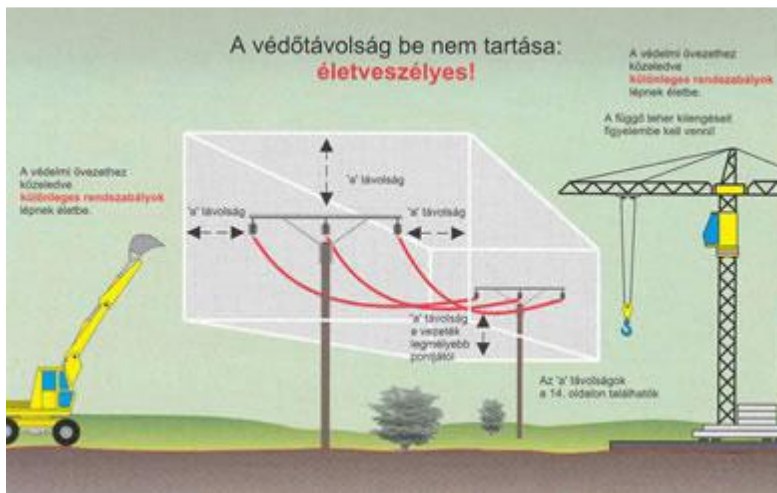 A védőtávolság be nem tartása:
életveszélyes!
A védelmi övezethez
közeledve
különleges rendszabályok
lépnek életbe.
A függő teher kilengéseit
figyelembe kell venni!
A védelmi övezethez
közeledve
különleges rendszabályok
lépnek életbe.
'a' távolság
'a' távolság
'a' távolság
'a' távolság
a vezeték
legmélyebb
pontjától
Az 'a' távolságok
a 14. oldalon találhatók